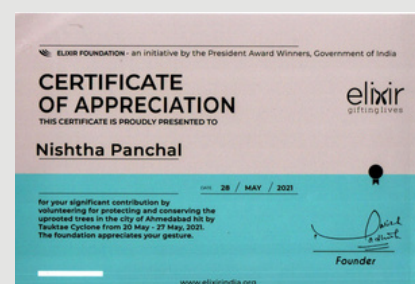 ELIXIR FOUNDATION - an initiative by the President Award Winners, Government of India
CERTIFICATE
OF APPRECIATION
THIS CERTIFICATE IS PROUDLY PRESENTED TO
elixir
giftinglives
Nishtha Panchal
DATE 28 / MAY / 2021
for your significant contribution by
volunteering for protecting and conserving the
uprooted trees in the city of Ahmedabad hit by
Tauktae Cyclone from 20 May - 27 May, 2021.
The foundation appreciates your gesture.
Founder
www.elixirindia.org